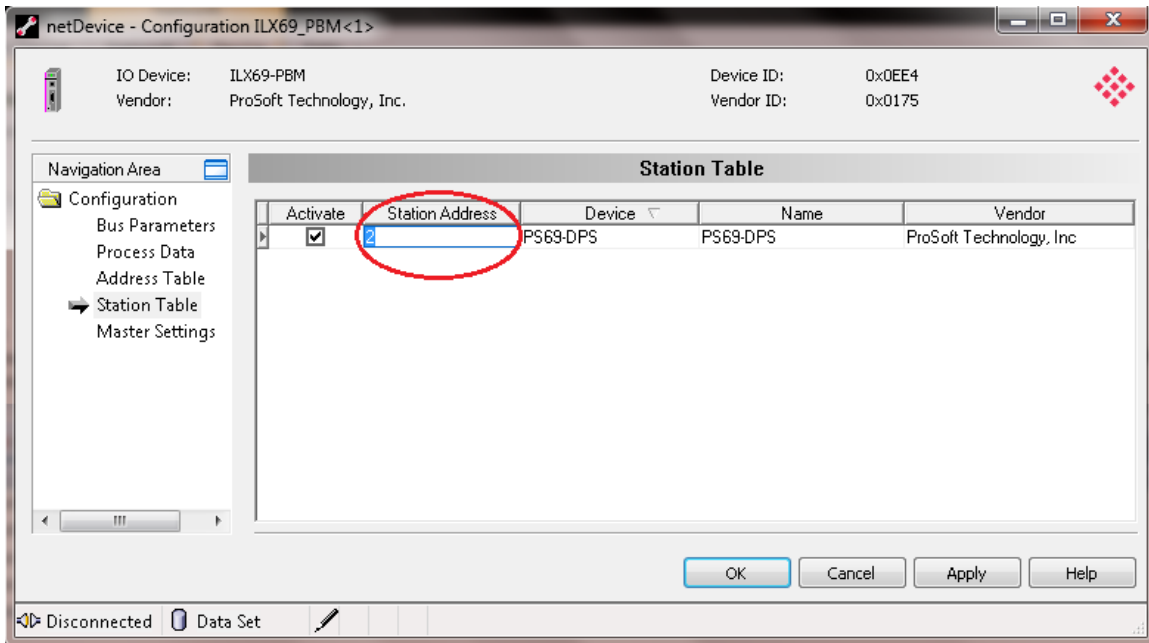 netDevice - Configuration ILX69_PBM<1>
IO Device: ILX69-PBM Device ID: 0x0EE4
Vendor: ProSoft Technology, Inc. Vendor ID: 0x0175
Navigation Area
Configuration
Bus Parameters
Process Data
Address Table
Station Table
Master Settings
Station Table
Activate Station Address Device Name Vendor
2 PS69-DPS PS69-DPS ProSoft Technology, Inc
OK Cancel Apply Help
Disconnected Data Set